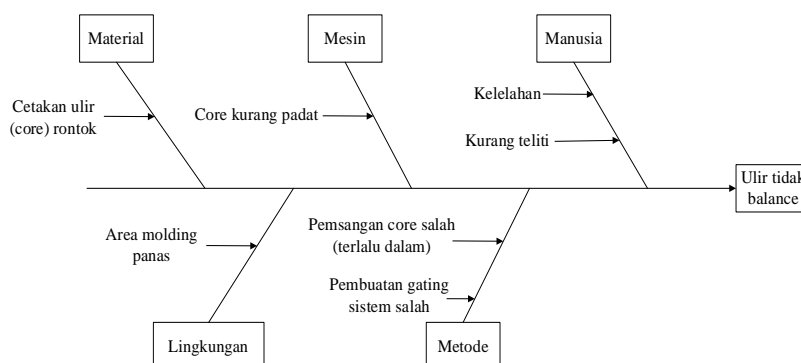 Material
Mesin
Manusia
Cetakan ulir
(core) rontok
Core kurang padat
Kelelahan
Kurang teliti
Ulir tidak
balance
Area molding
panas
Pemsangan core salah
(terlalu dalam)
Pembuatan gating
sistem salah
Lingkungan
Metode